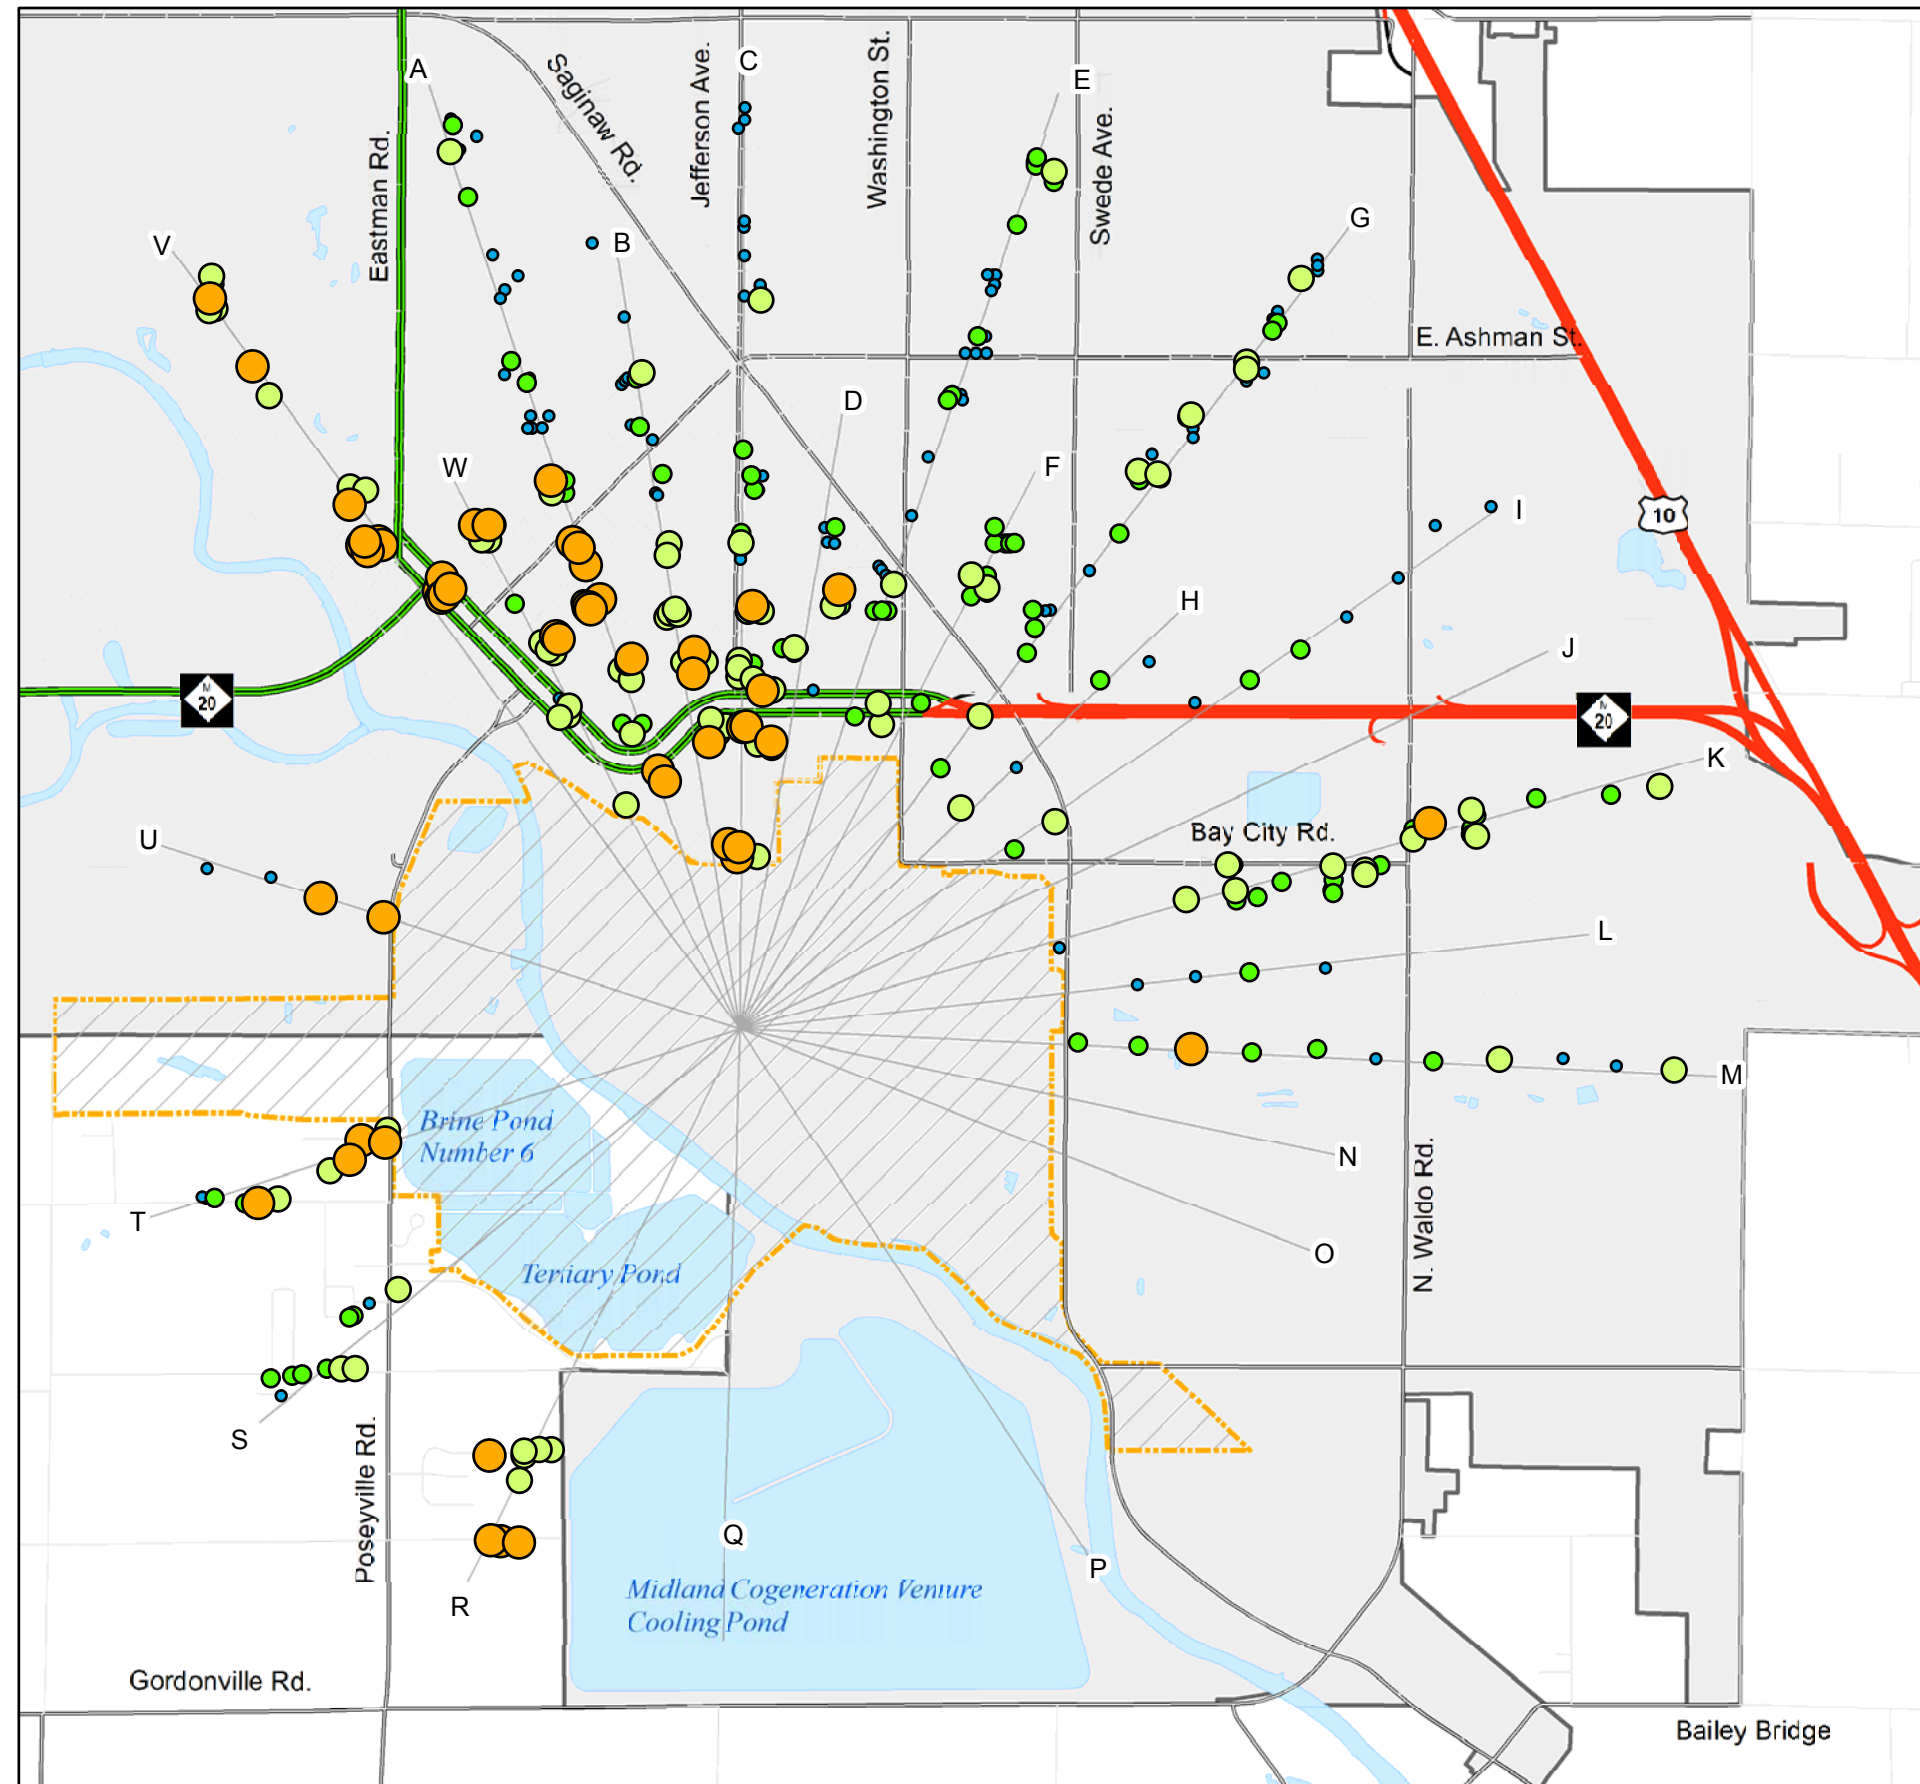 A
C
Saginaw Rd.
Jefferson Ave.
Washington St.
E
Swede Ave.
Eastman Rd.
V
B
G
E. Ashman St.
D
W
F
I
10
H
J
M
20
M
20
K
U
Bay City Rd.
L
M
Brine Pond
Number 6
N
N. Waldo Rd.
T
O
Tertiary Pond
S
Poseyville Rd.
Q
P
R
Midland Cogeneration Venture
Cooling Pond
Gordonville Rd.
Bailey Bridge